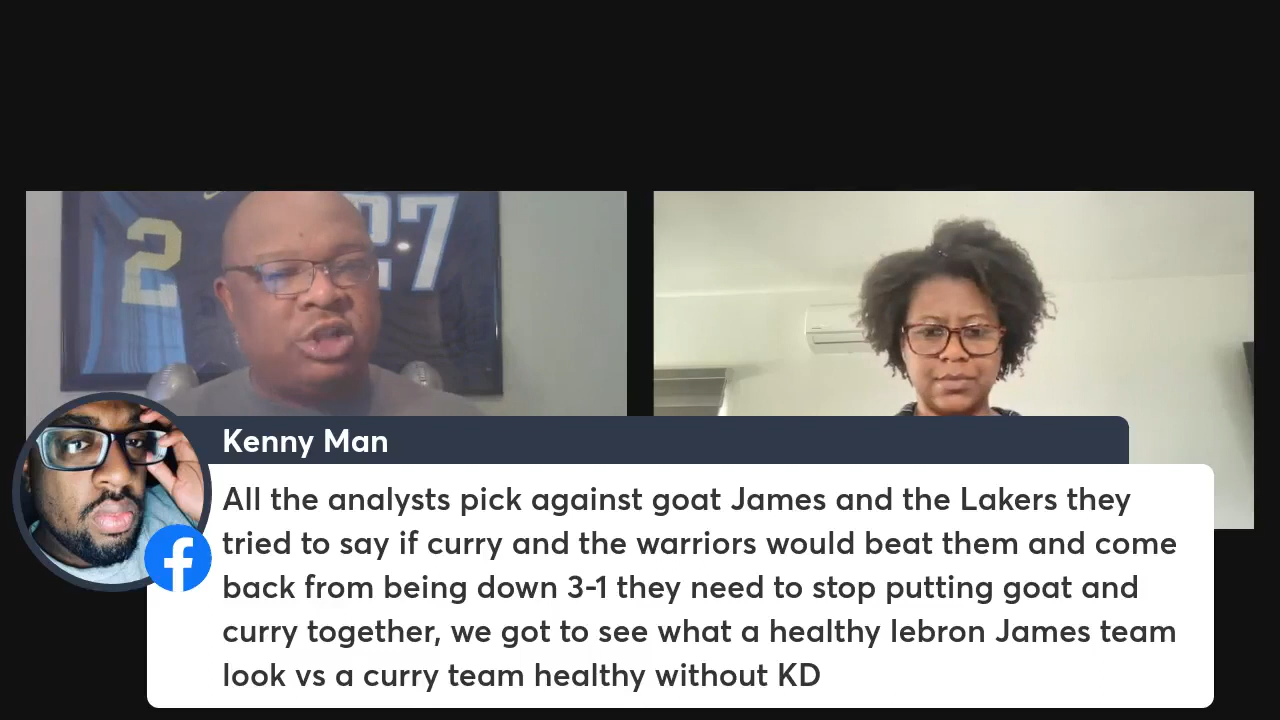 2
27
Kenny Man
All the analysts pick against goat James and the Lakers they
tried to say if curry and the warriors would beat them and come
back from being down 3-1 they need to stop putting goat and
curry together, we got to see what a healthy lebron James team
look vs a curry team healthy without KD